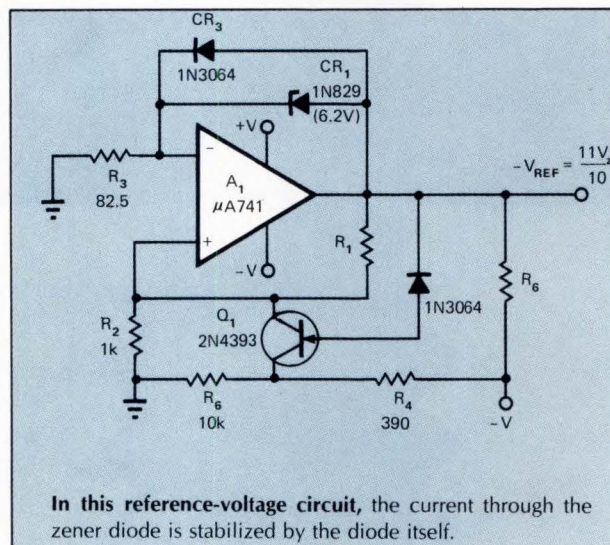 CR3
1N3064
CR1
1N829
(6.2V)
+V
−
A1
μA741
+
−V
R3
82.5
−VREF = 11Vz/10
R1
R6
1N3064
R2
1k
Q1
2N4393
R6
10k
R4
390
−V
In this reference-voltage circuit, the current through the
zener diode is stabilized by the diode itself.